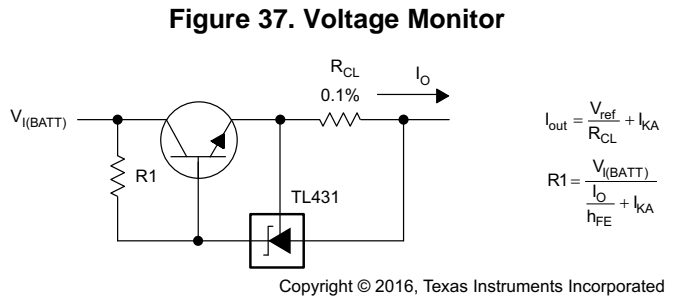 Figure 37. Voltage Monitor
R_CL
0.1%
I_O
V_I(BATT)
R1
TL431
I_out = V_ref / R_CL + I_KA
R1 = V_I(BATT) / (I_O / h_FE + I_KA)
Copyright © 2016, Texas Instruments Incorporated